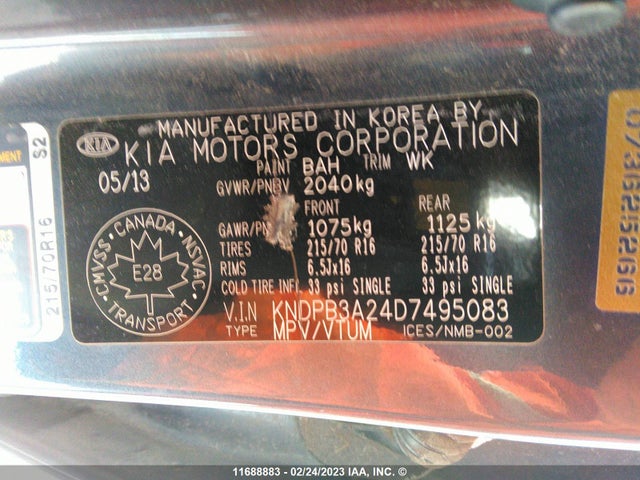 MANUFACTURED IN KOREA BY
KIA KIA MOTORS CORPORATION
PAINT BAH TRIM WK
05/13 GVWR/PNBV 2040kg
FRONT REAR
GAWR/PN 1075kg 1125 kg
TIRES 215/70 R16 215/70 R16
RIMS 6.5Jx16 6.5Jx16
COLD TIRE INFL 33 psi SINGLE 33 psi SINGLE
V.I.N KNDPB3A24D7495083
TYPE MPV/VTUM ICES/NMB-002
CANADA
CMVSS NSVAC
E28
TRANSPORT
S2
215/70R16
11688883 - 02/24/2023 IAA, INC. ©